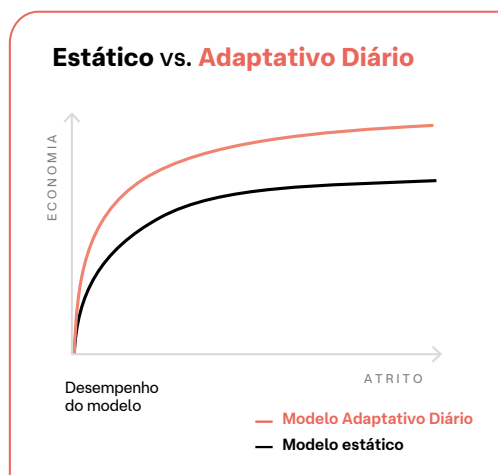 Estático vs. Adaptativo Diário
ECONOMIA
ATRITO
Desempenho
do modelo
Modelo Adaptativo Diário
Modelo estático